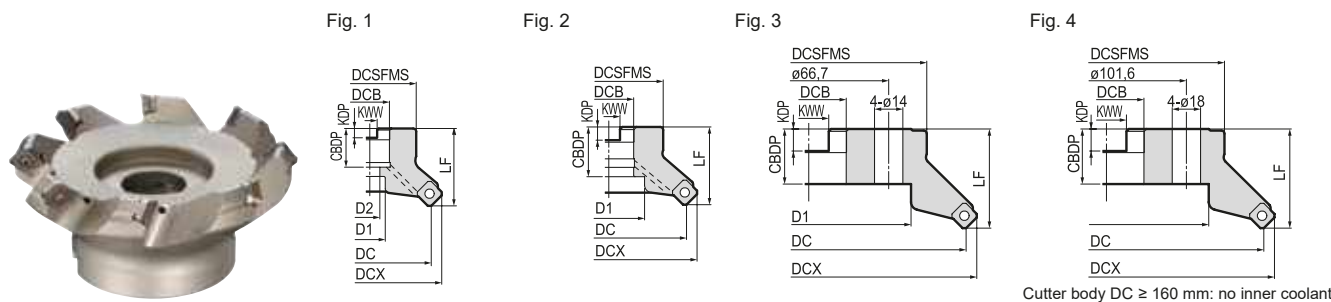 Fig. 1
DCSFMS
DCB
KWW
KDP
CBDP
LF
D2
D1
DC
DCX
Fig. 2
DCSFMS
DCB
KWW
KDP
CBDP
LF
D1
DC
DCX
Fig. 3
DCSFMS
ø66,7
DCB
4-ø14
KWW
KDP
CBDP
LF
D1
DC
DCX
Fig. 4
DCSFMS
ø101,6
DCB
4-ø18
KWW
KDP
CBDP
LF
DC
DCX
Cutter body DC ≥ 160 mm: no inner coolant